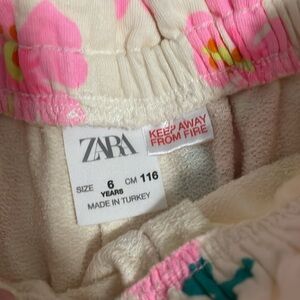 ZARA
KEEP AWAY
FROM FIRE
SIZE 6 CM 116
YEARS
MADE IN TURKEY